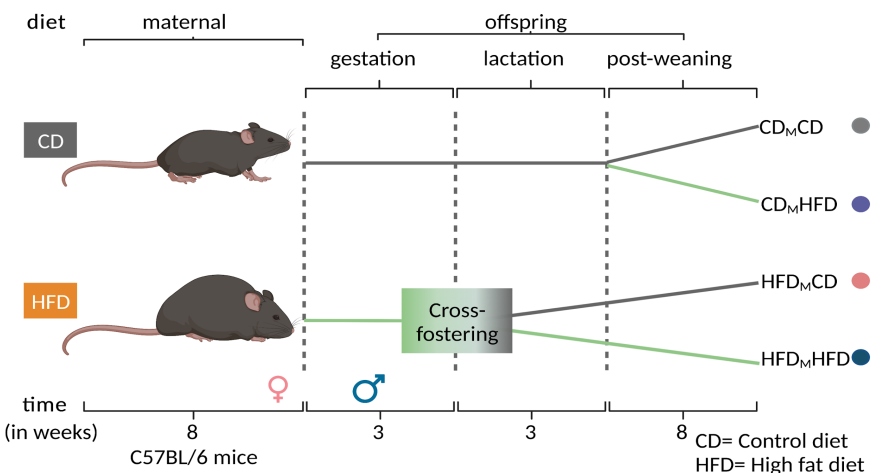 diet maternal offspring
gestation lactation post-weaning
CD
CDMCD
CDMHFD
HFD
Cross-
fostering
HFDMCD
HFDMHFD
♀ ♂
time
(in weeks) 8 3 3 8
C57BL/6 mice
CD= Control diet
HFD= High fat diet